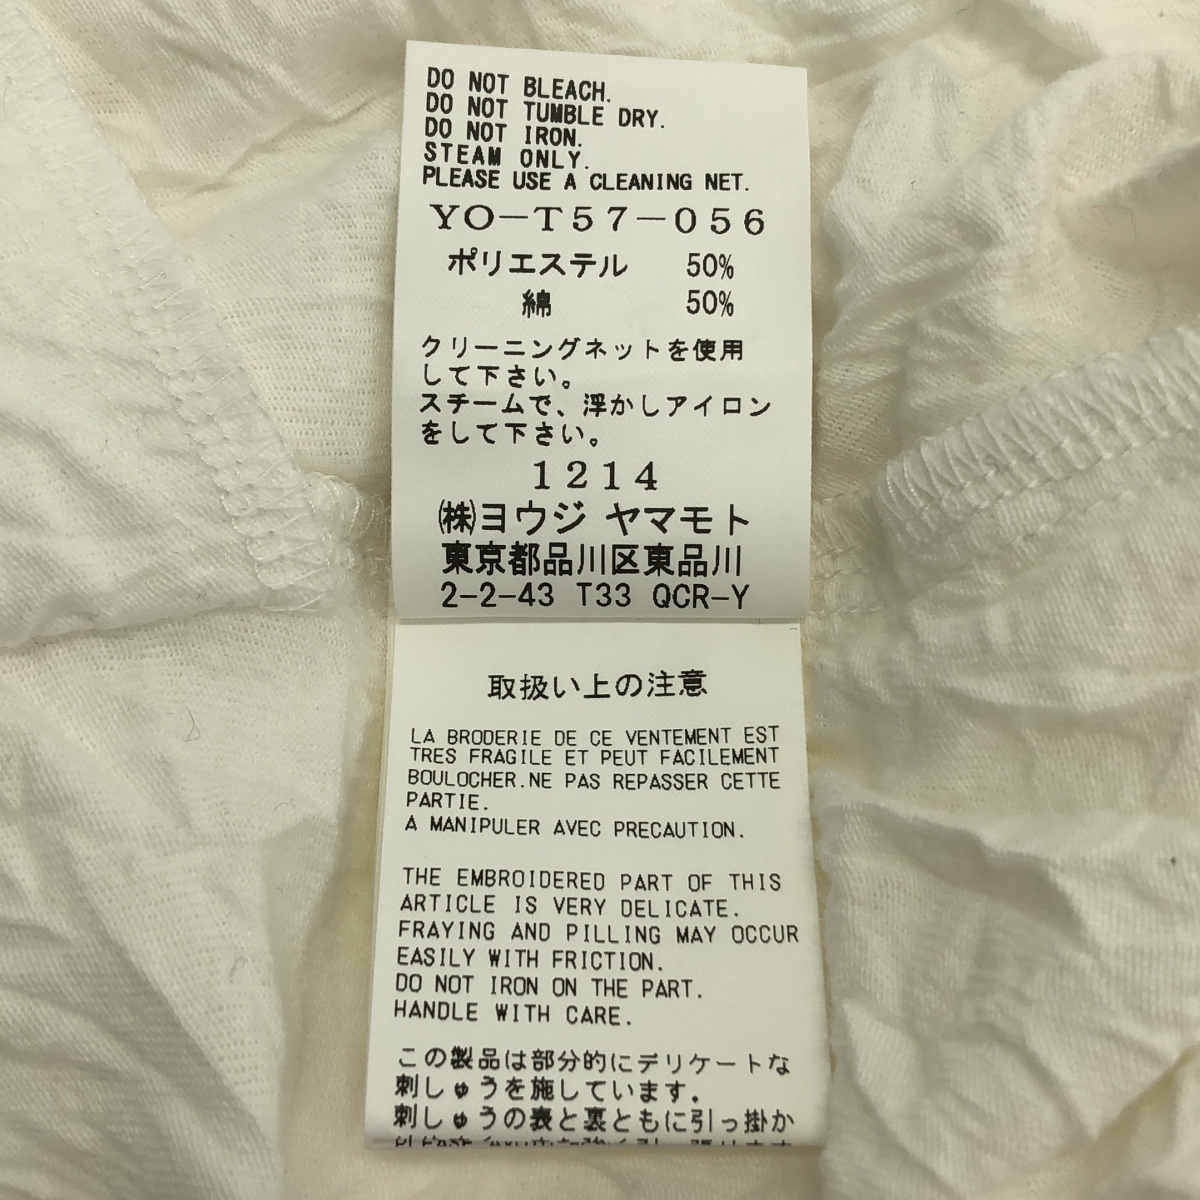 DO NOT BLEACH.
DO NOT TUMBLE DRY.
DO NOT IRON.
STEAM ONLY.
PLEASE USE A CLEANING NET.
YO-T57-056
ポリエステル 50%
綿 50%
クリーニングネットを使用
して下さい。
スチームで、浮かしアイロン
をして下さい。
1214
㈱ヨウジ ヤマモト
東京都品川区東品川
2-2-43 T33 QCR-Y
取扱い上の注意
LA BRODERIE DE CE VENTEMENT EST
TRES FRAGILE ET PEUT FACILEMENT
BOULOCHER.NE PAS REPASSER CETTE
PARTIE.
A MANIPULER AVEC PRECAUTION.
THE EMBROIDERED PART OF THIS
ARTICLE IS VERY DELICATE.
FRAYING AND PILLING MAY OCCUR
EASILY WITH FRICTION.
DO NOT IRON ON THE PART.
HANDLE WITH CARE.
この製品は部分的にデリケートな
刺しゅうを施しています。
刺しゅうの表と裏ともに引っ掛か